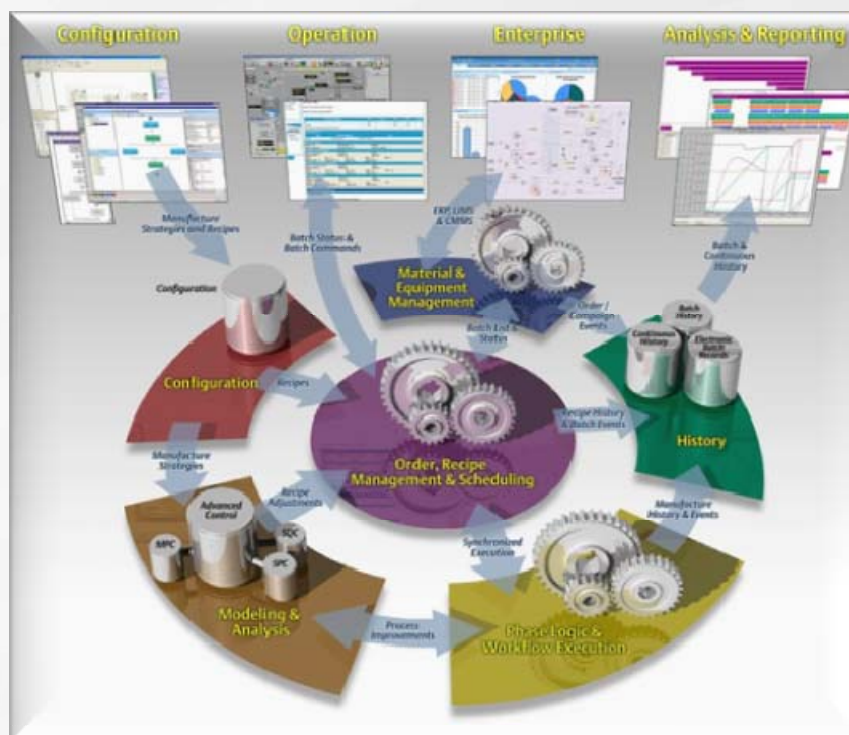 Configuration
Operation
Enterprise
Analysis & Reporting
Manufacture
Strategies and Recipes
Batch Status &
Batch Commands
ERP, LIMS
& CMMS
Batch &
Continuous
History
Configuration
Material &
Equipment
Management
Order /
Campaign
Events
Batch List &
Status
Batch
History
Continuous
History
Electronic
Batch
Records
Configuration
Recipes
Recipe History
& Batch Events
History
Order, Recipe
Management & Scheduling
Manufacture
Strategies
Recipe
Adjustments
Advanced
Control
MPC
SQC
SPC
Synchronized
Execution
Manufacture
History & Events
Modeling &
Analysis
Process
Improvements
Phase Logic &
Workflow Execution